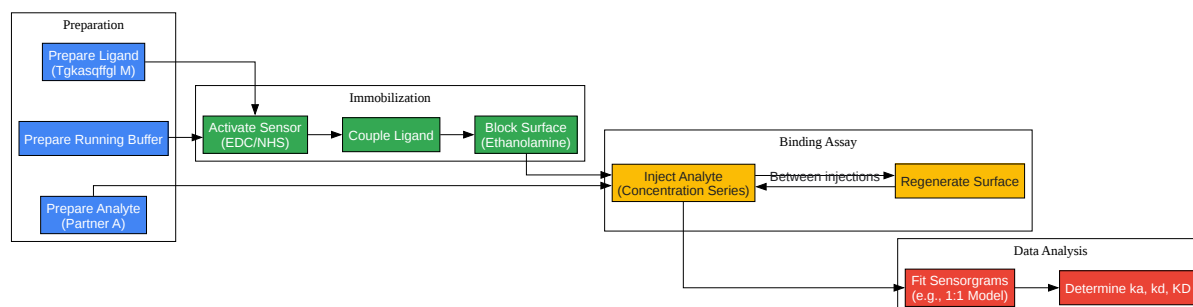 Preparation
Prepare Ligand
(Tgkasqffgl M)
Prepare Running Buffer
Prepare Analyte
(Partner A)
Immobilization
Activate Sensor
(EDC/NHS)
Couple Ligand
Block Surface
(Ethanolamine)
Binding Assay
Inject Analyte
(Concentration Series)
Between injections
Regenerate Surface
Data Analysis
Fit Sensorgrams
(e.g., 1:1 Model)
Determine ka, kd, KD